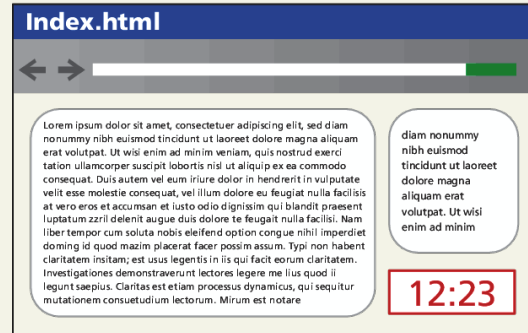 Index.html
Lorem ipsum dolor sit amet, consectetuer adipiscing elit, sed diam
nonummy nibh euismod tincidunt ut laoreet dolore magna aliquam
erat volutpat. Ut wisi enim ad minim veniam, quis nostrud exerci
tation ullamcorper suscipit lobortis nisl ut aliquip ex ea commodo
consequat. Duis autem vel eum iriure dolor in hendrerit in vulputate
velit esse molestie consequat, vel illum dolore eu feugiat nulla facilisis
at vero eros et accumsan et iusto odio dignissim qui blandit praesent
luptatum zzril delenit augue duis dolore te feugait nulla facilisi. Nam
liber tempor cum soluta nobis eleifend option congue nihil imperdiet
doming id quod mazim placerat facer possim assum. Typi non habent
claritatem insitam; est usus legentis in iis qui facit eorum claritatem.
Investigationes demonstraverunt lectores legere me lius quod ii
legunt saepius. Claritas est etiam processus dynamicus, qui sequitur
mutationem consuetudium lectorum. Mirum est notare
diam nonummy
nibh euismod
tincidunt ut laoreet
dolore magna
aliquam erat
volutpat. Ut wisi
enim ad minim
12:23